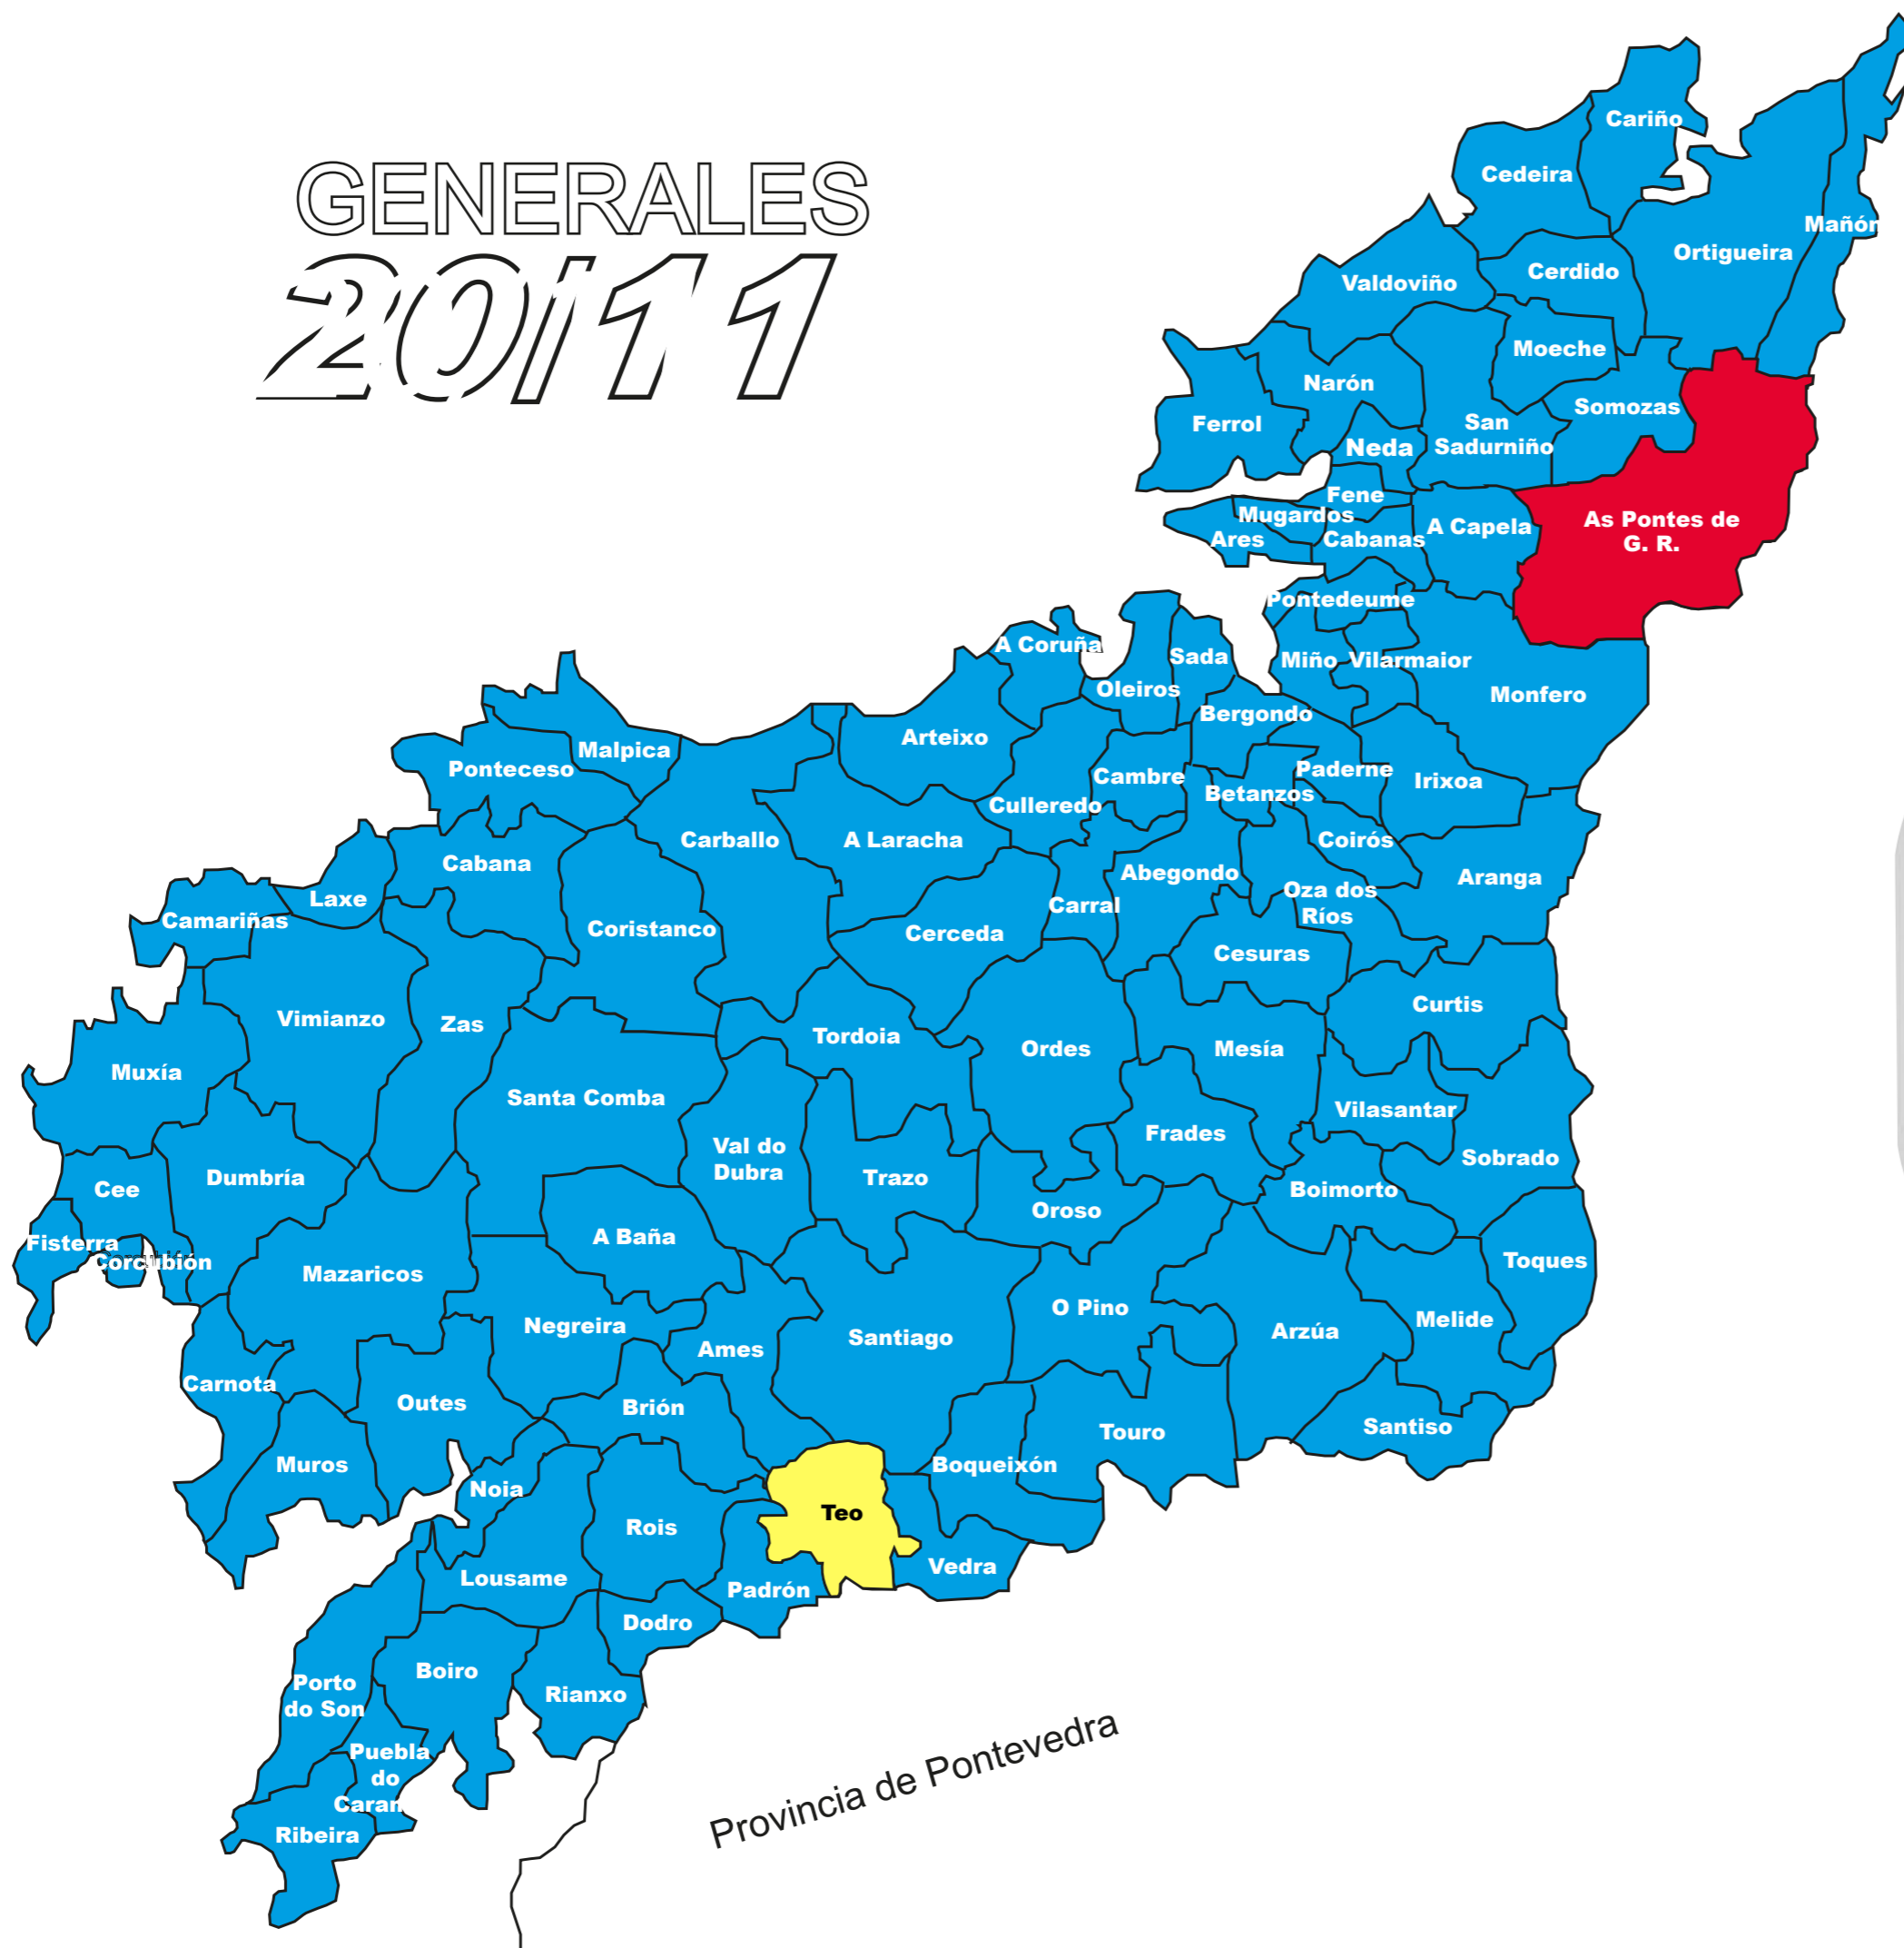 GENERALES
20/11
Cariño
Cedeira
Mañón
Ortigueira
Cerdido
Valdoviño
Moeche
Narón
Somozas
Ferrol
San
Sadurniño
Neda
Fene
Mugardos
As Pontes de
G. R.
A Capela
Ares
Cabanas
Pontedeume
A Coruña
Sada
Miño
Vilarmaior
Oleiros
Monfero
Bergondo
Arteixo
Malpica
Ponteceso
Paderne
Cambre
Irixoa
Betanzos
Culleredo
Carballo
A Laracha
Coirós
Cabana
Abegondo
Aranga
Oza dos
Ríos
Laxe
Carral
Camariñas
Coristanco
Cerceda
Cesuras
Curtis
Vimianzo
Zas
Tordoia
Ordes
Mesía
Muxía
Santa Comba
Vilasantar
Frades
Val do
Dubra
Sobrado
Dumbría
Trazo
Cee
Boimorto
Oroso
A Baña
Fisterra
Corcubión
Toques
Mazaricos
O Pino
Melide
Negreira
Arzúa
Santiago
Ames
Carnota
Outes
Brión
Santiso
Touro
Muros
Boqueixón
Noia
Teo
Rois
Vedra
Lousame
Padrón
Dodro
Boiro
Porto
do Son
Rianxo
Puebla
do
Caram
Ribeira
Provincia de Pontevedra